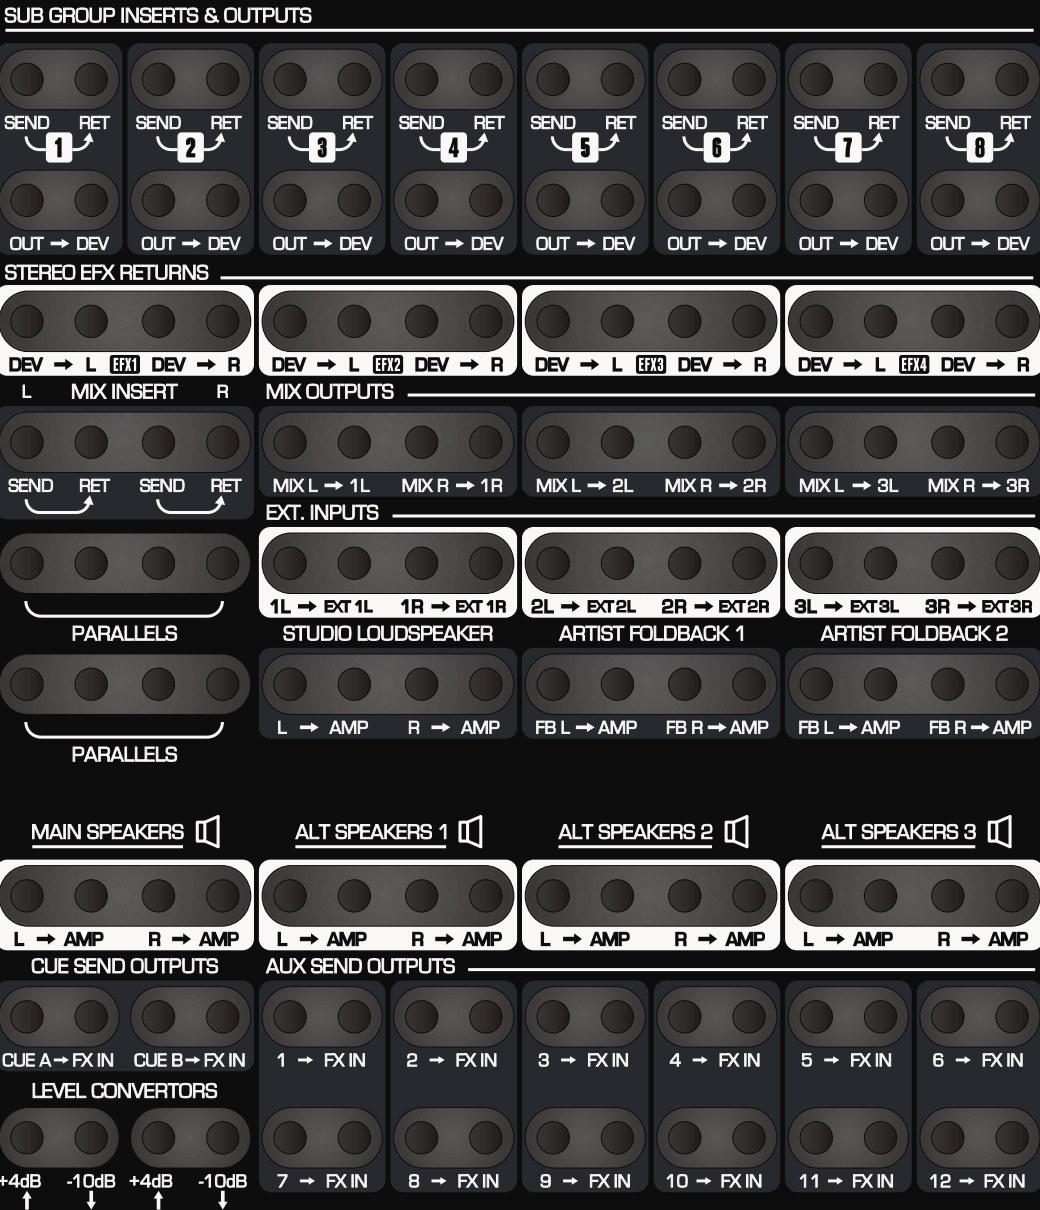 SUB GROUP INSERTS & OUTPUTS
SEND RET SEND RET SEND RET SEND RET SEND RET SEND RET SEND RET SEND RET
1 2 3 4 5 6 7 8
OUT → DEV OUT → DEV OUT → DEV OUT → DEV OUT → DEV OUT → DEV OUT → DEV OUT → DEV
STEREO EFX RETURNS
DEV → L EFX1 DEV → R DEV → L EFX2 DEV → R DEV → L EFX3 DEV → R DEV → L EFX4 DEV → R
L MIX INSERT R MIX OUTPUTS
SEND RET SEND RET MIX L → 1L MIX R → 1R MIX L → 2L MIX R → 2R MIX L → 3L MIX R → 3R
EXT. INPUTS
1L → EXT 1L 1R → EXT 1R 2L → EXT 2L 2R → EXT 2R 3L → EXT 3L 3R → EXT 3R
PARALLELS STUDIO LOUDSPEAKER ARTIST FOLDBACK 1 ARTIST FOLDBACK 2
L → AMP R → AMP FB L → AMP FB R → AMP FB L → AMP FB R → AMP
PARALLELS
MAIN SPEAKERS ALT SPEAKERS 1 ALT SPEAKERS 2 ALT SPEAKERS 3
L → AMP R → AMP L → AMP R → AMP L → AMP R → AMP L → AMP R → AMP
CUE SEND OUTPUTS AUX SEND OUTPUTS
CUE A → FX IN CUE B → FX IN 1 → FX IN 2 → FX IN 3 → FX IN 4 → FX IN 5 → FX IN 6 → FX IN
LEVEL CONVERTORS
+4dB -10dB +4dB -10dB 7 → FX IN 8 → FX IN 9 → FX IN 10 → FX IN 11 → FX IN 12 → FX IN